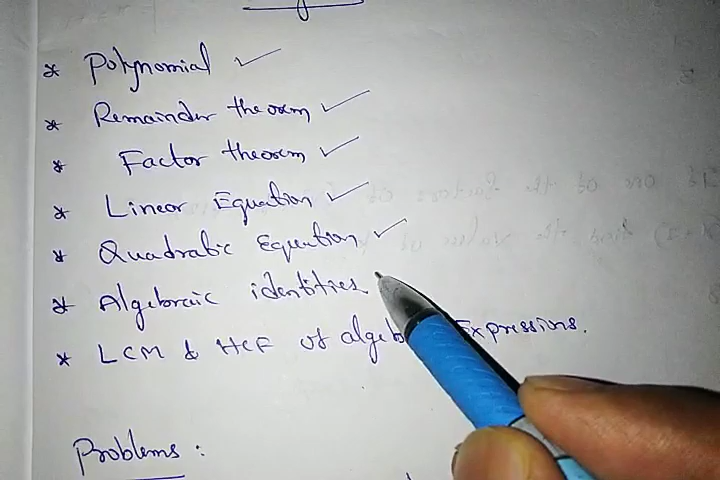 * Polynomial ✓
* Remainder theorem ✓
* Factor theorem ✓
* Linear Equation ✓
* Quadratic Equation ✓
* Algebraic identities
* LCM & HCF of Expressions.
Problems :